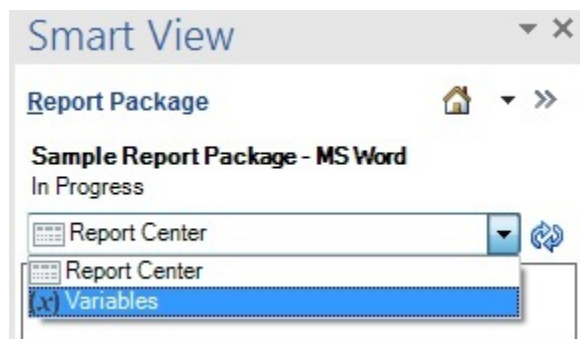 Smart View
Report Package
Sample Report Package - MS Word
In Progress
Report Center
Report Center
(x) Variables